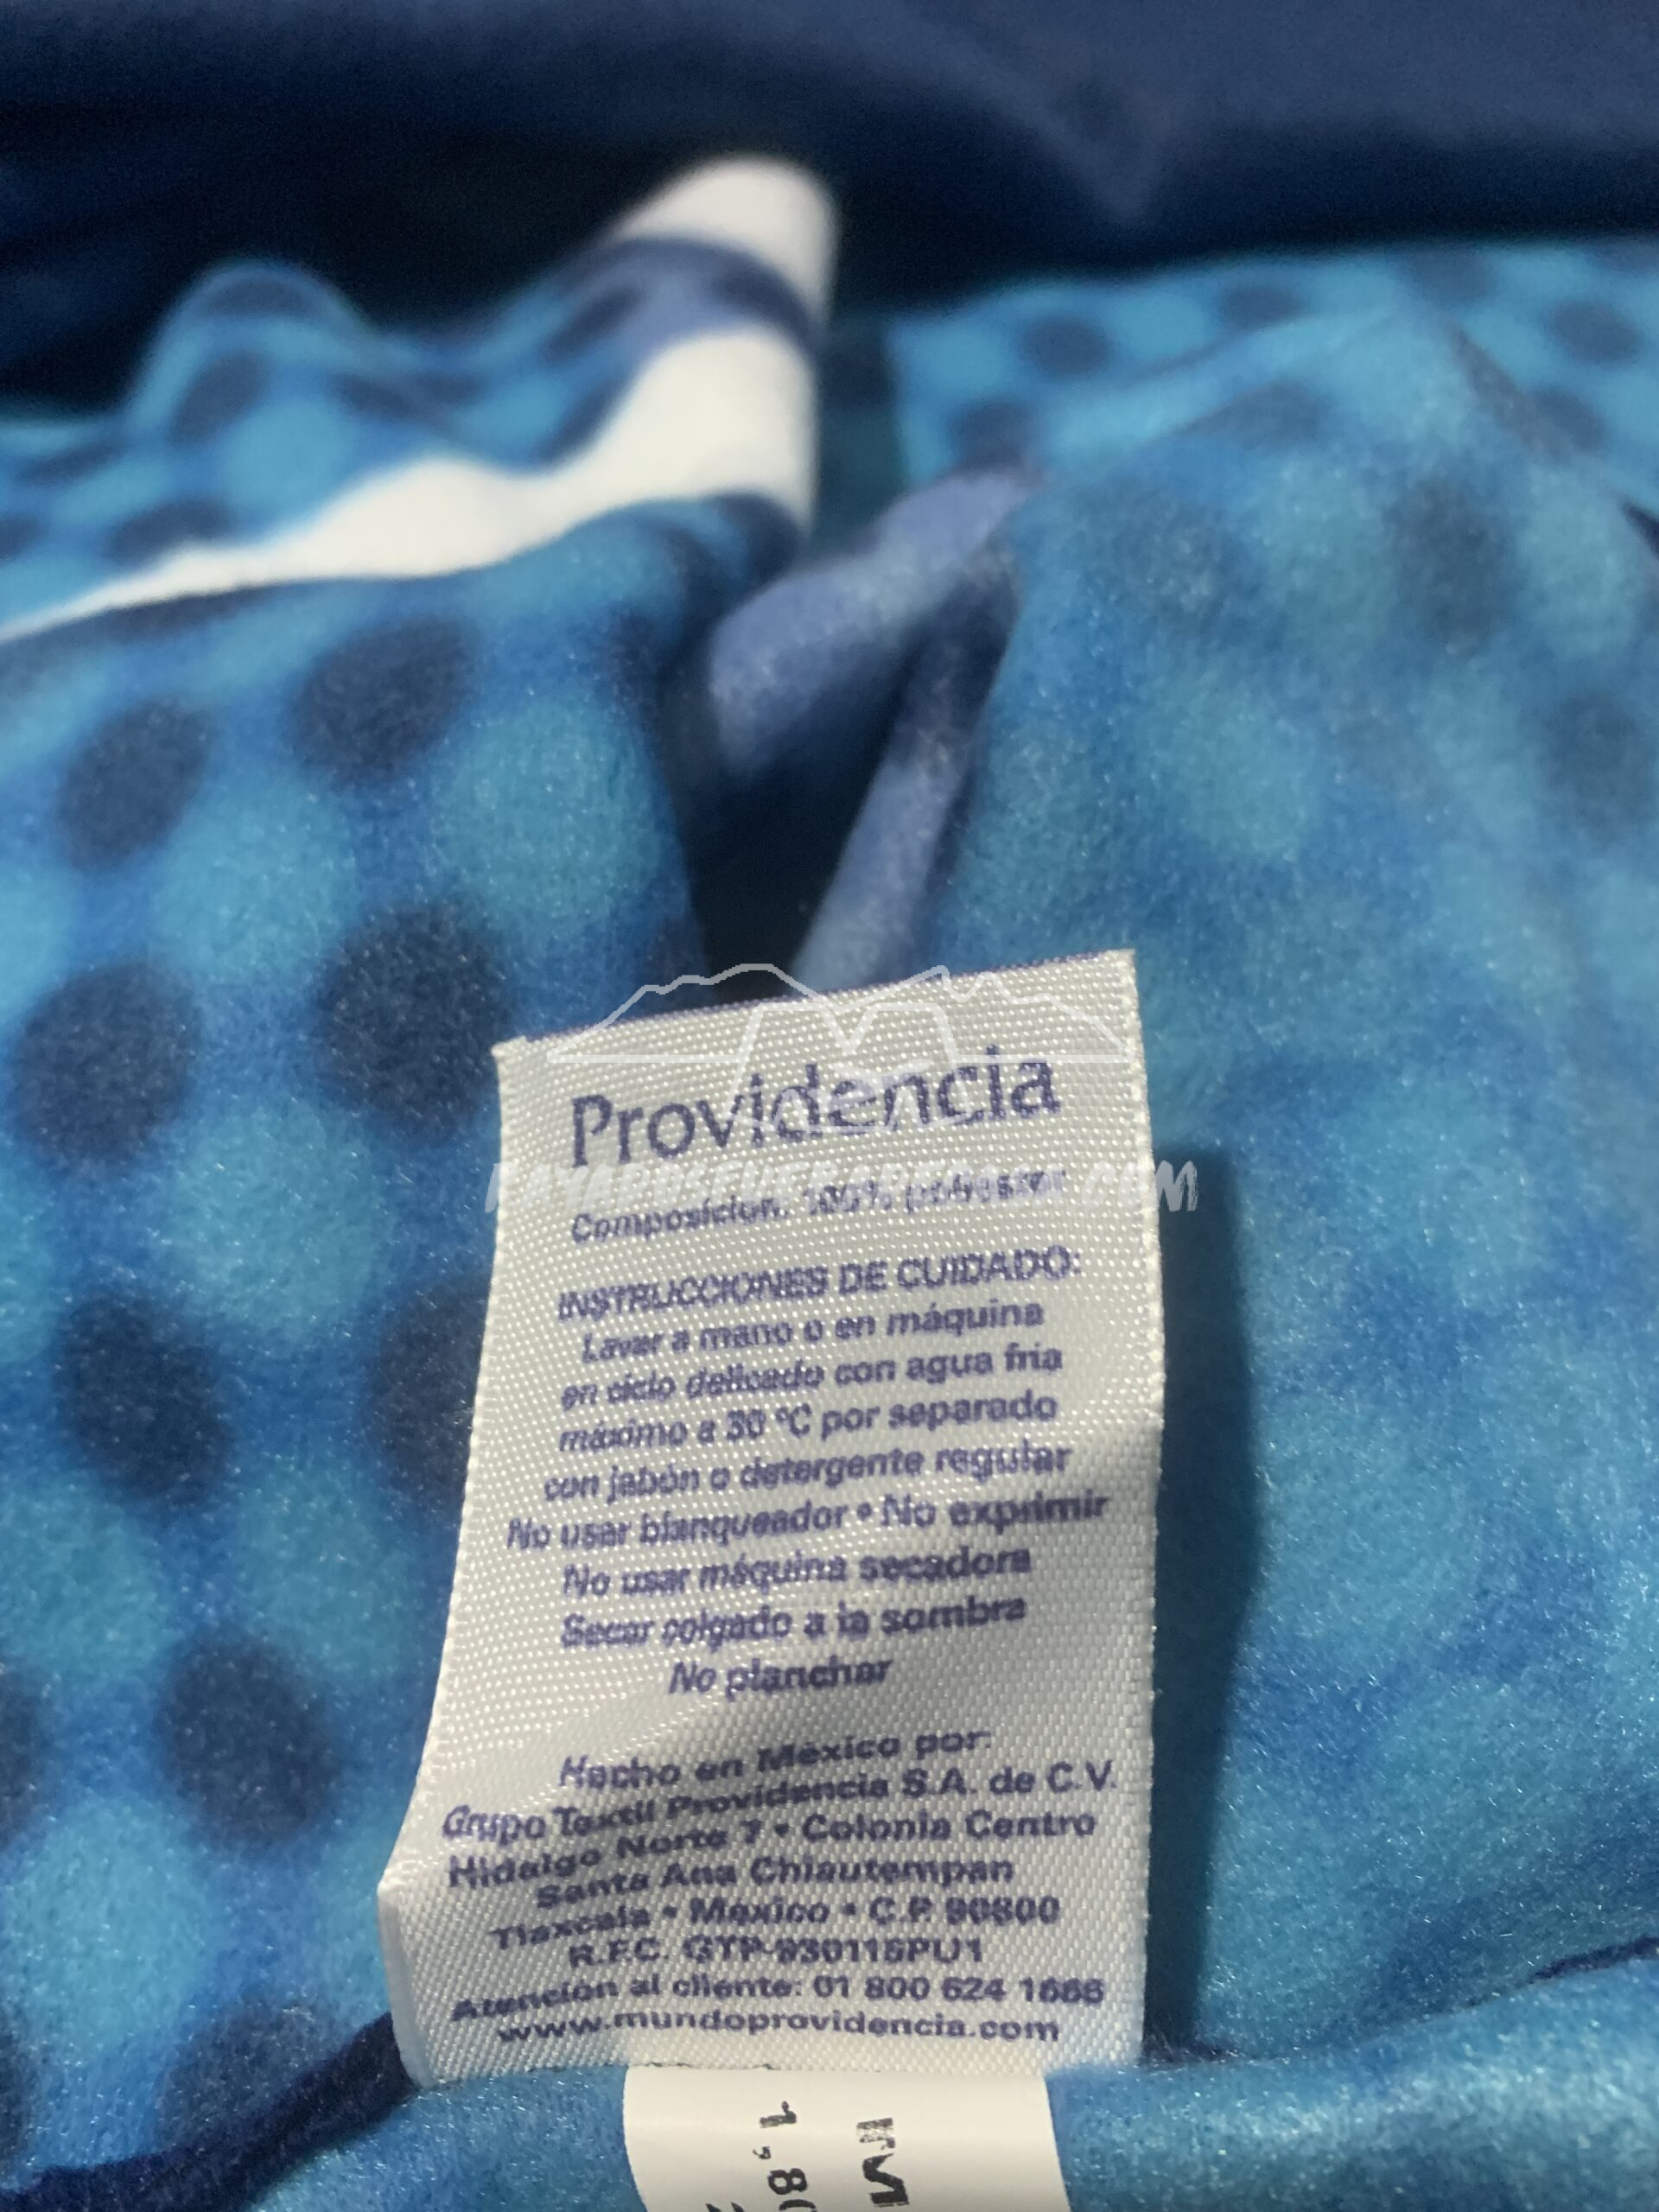 Providencia
Composición: 100% poliester
INSTRUCCIONES DE CUIDADO:
Lavar a mano o en máquina
en ciclo delicado con agua fria
máximo a 30 °C por separado
con jabón o detergente regular
No usar blanqueador • No exprimir
No usar máquina secadora
Secar colgado a la sombra
No planchar
Hecho en México por:
Grupo Textil Providencia S.A. de C.V.
Hidalgo Norte 7 • Colonia Centro
Santa Ana Chiautempan
Tlaxcala • México • C.P. 90800
R.F.C. GTP-930115PU1
Atención al cliente: 01 800 624 1666
www.mundoprovidencia.com